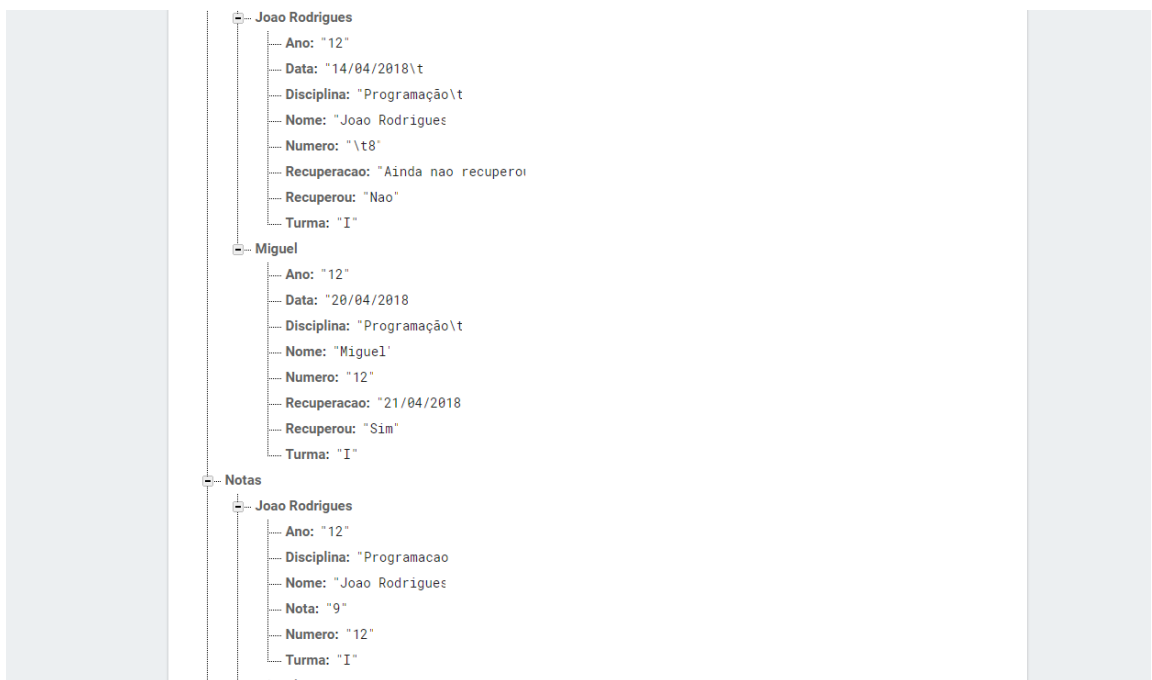 Joao Rodrigues
Ano: "12"
Data: "14/04/2018\t
Disciplina: "Programação\t
Nome: "Joao Rodrigues
Numero: "\t8'
Recuperacao: "Ainda nao recuperou
Recuperou: "Nao"
Turma: "I"
Miguel
Ano: "12"
Data: "20/04/2018
Disciplina: "Programação\t
Nome: "Miguel'
Numero: "12"
Recuperacao: "21/04/2018
Recuperou: "Sim"
Turma: "I"
Notas
Joao Rodrigues
Ano: "12"
Disciplina: "Programacao
Nome: "Joao Rodrigues
Nota: "9"
Numero: "12"
Turma: "I"